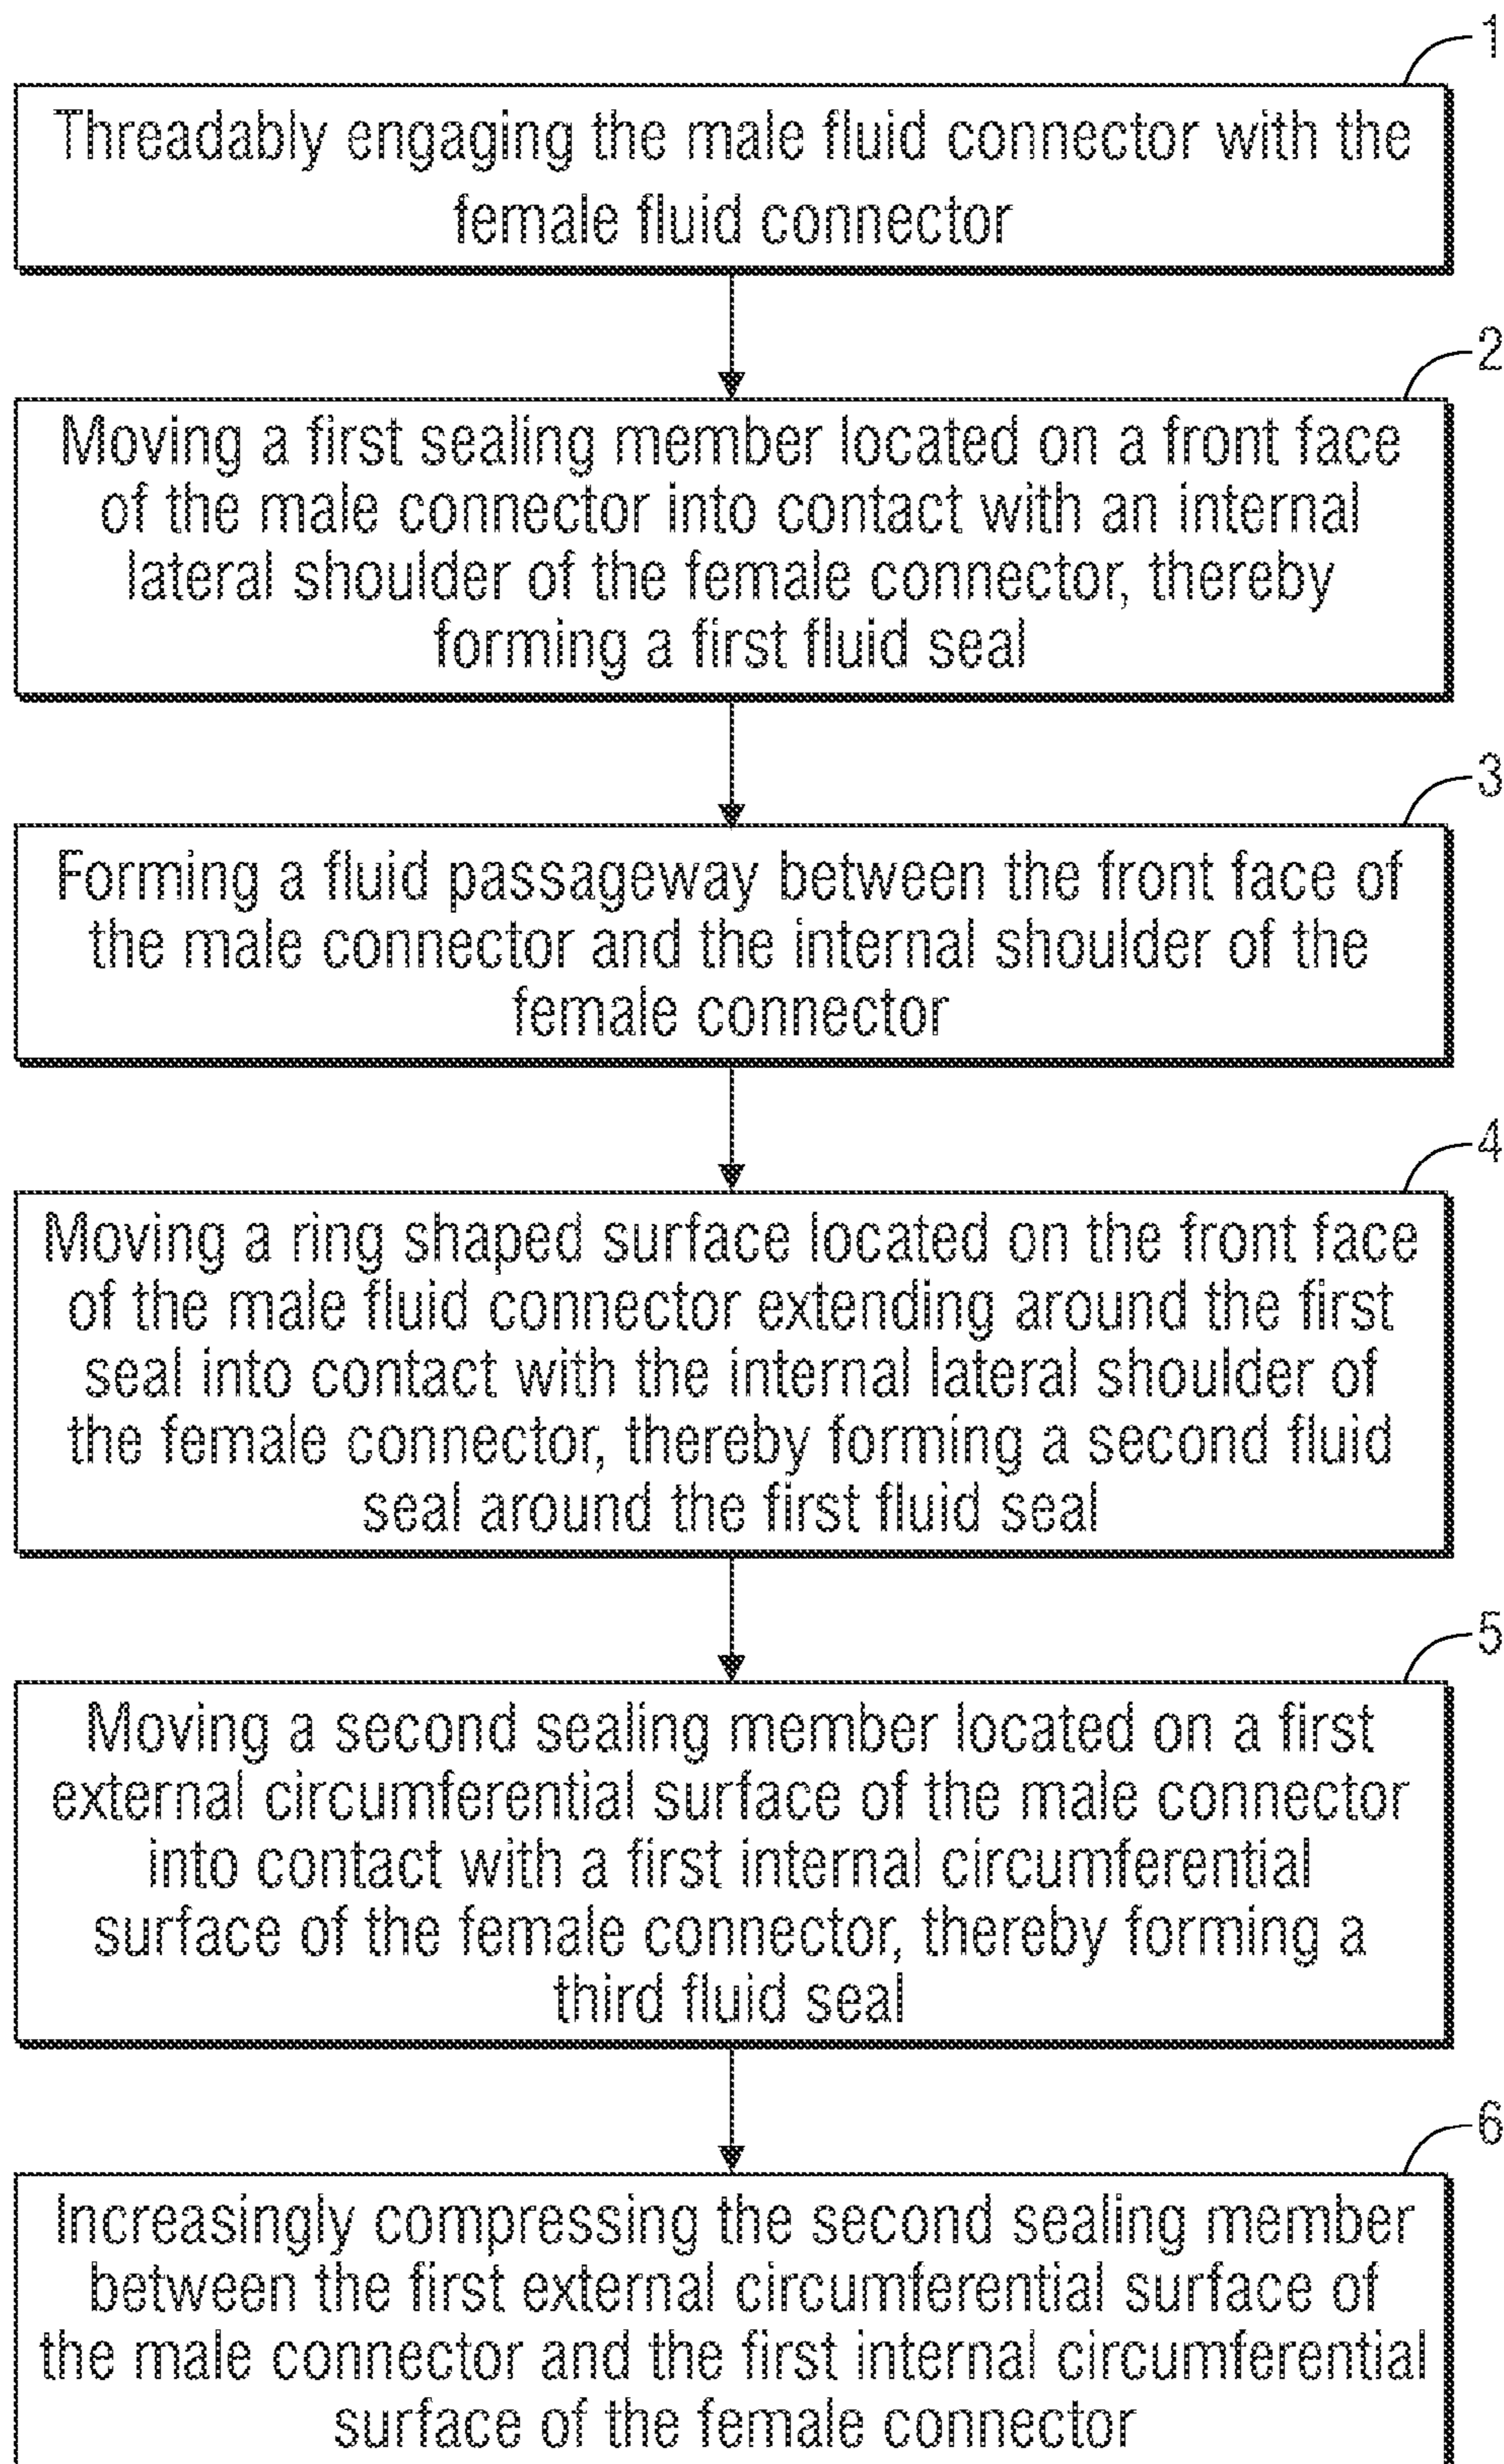 1
Threadably engaging the male fluid connector with the
female fluid connector
2
Moving a first sealing member located on a front face
of the male connector into contact with an internal
lateral shoulder of the female connector, thereby
forming a first fluid seal
3
Forming a fluid passageway between the front face of
the male connector and the internal shoulder of the
female connector
4
Moving a ring shaped surface located on the front face
of the male fluid connector extending around the first
seal into contact with the internal lateral shoulder of
the female connector, thereby forming a second fluid
seal around the first fluid seal
5
Moving a second sealing member located on a first
external circumferential surface of the male connector
into contact with a first internal circumferential
surface of the female connector, thereby forming a
third fluid seal
6
Increasingly compressing the second sealing member
between the first external circumferential surface of
the male connector and the first internal circumferential
surface of the female connector